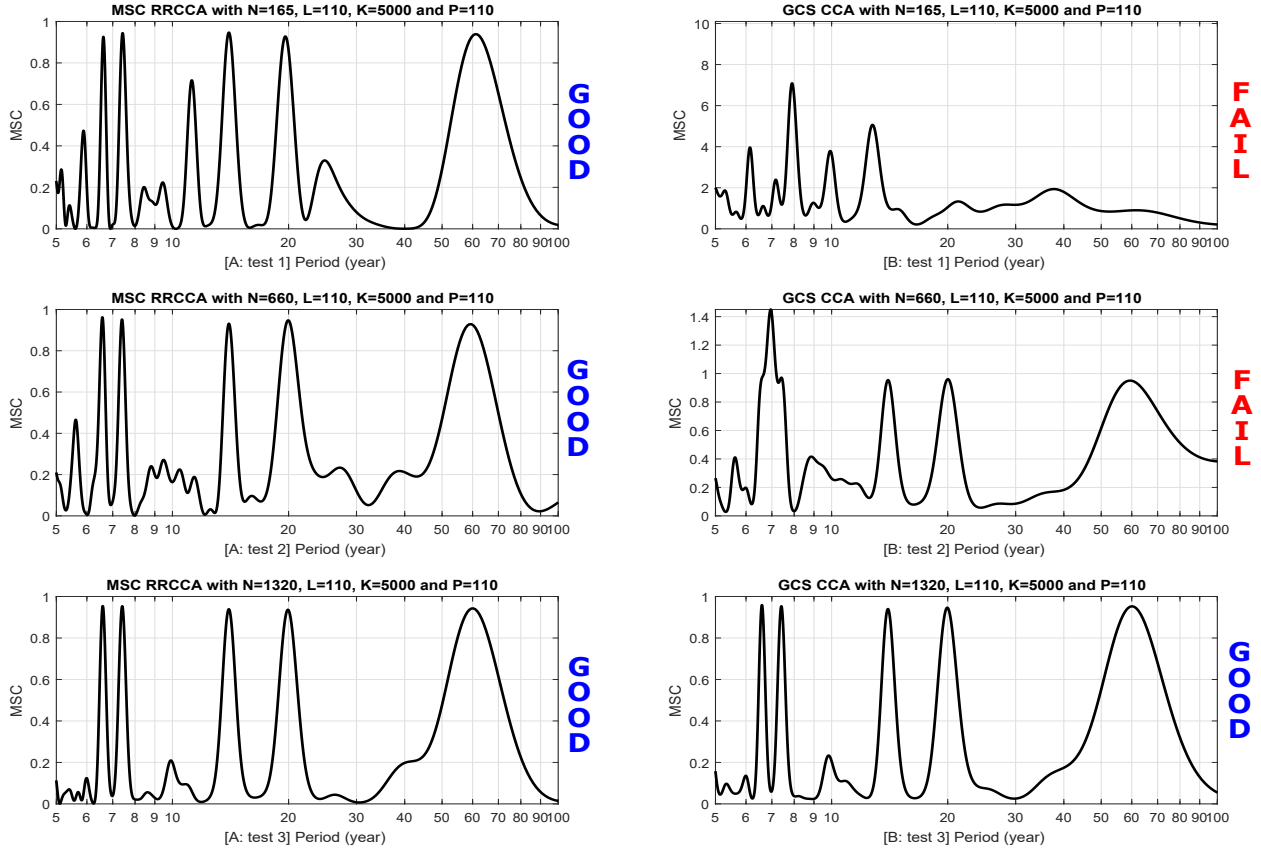 MSC RRCCA with N=165, L=110, K=5000 and P=110
1
0.8
0.6
0.4
0.2
0
MSC
5 6 7 8 9 10 20 30 40 50 60 70 80 90100
[A: test 1] Period (year)
GOOD
GCS CCA with N=165, L=110, K=5000 and P=110
10
8
6
4
2
0
MSC
5 6 7 8 9 10 20 30 40 50 60 70 80 90100
[B: test 1] Period (year)
FAIL
MSC RRCCA with N=660, L=110, K=5000 and P=110
1
0.8
0.6
0.4
0.2
0
MSC
5 6 7 8 9 10 20 30 40 50 60 70 80 90100
[A: test 2] Period (year)
GOOD
GCS CCA with N=660, L=110, K=5000 and P=110
1.4
1.2
1
0.8
0.6
0.4
0.2
0
MSC
5 6 7 8 9 10 20 30 40 50 60 70 80 90100
[B: test 2] Period (year)
FAIL
MSC RRCCA with N=1320, L=110, K=5000 and P=110
1
0.8
0.6
0.4
0.2
0
MSC
5 6 7 8 9 10 20 30 40 50 60 70 80 90100
[A: test 3] Period (year)
GOOD
GCS CCA with N=1320, L=110, K=5000 and P=110
1
0.8
0.6
0.4
0.2
0
MSC
5 6 7 8 9 10 20 30 40 50 60 70 80 90100
[B: test 3] Period (year)
GOOD